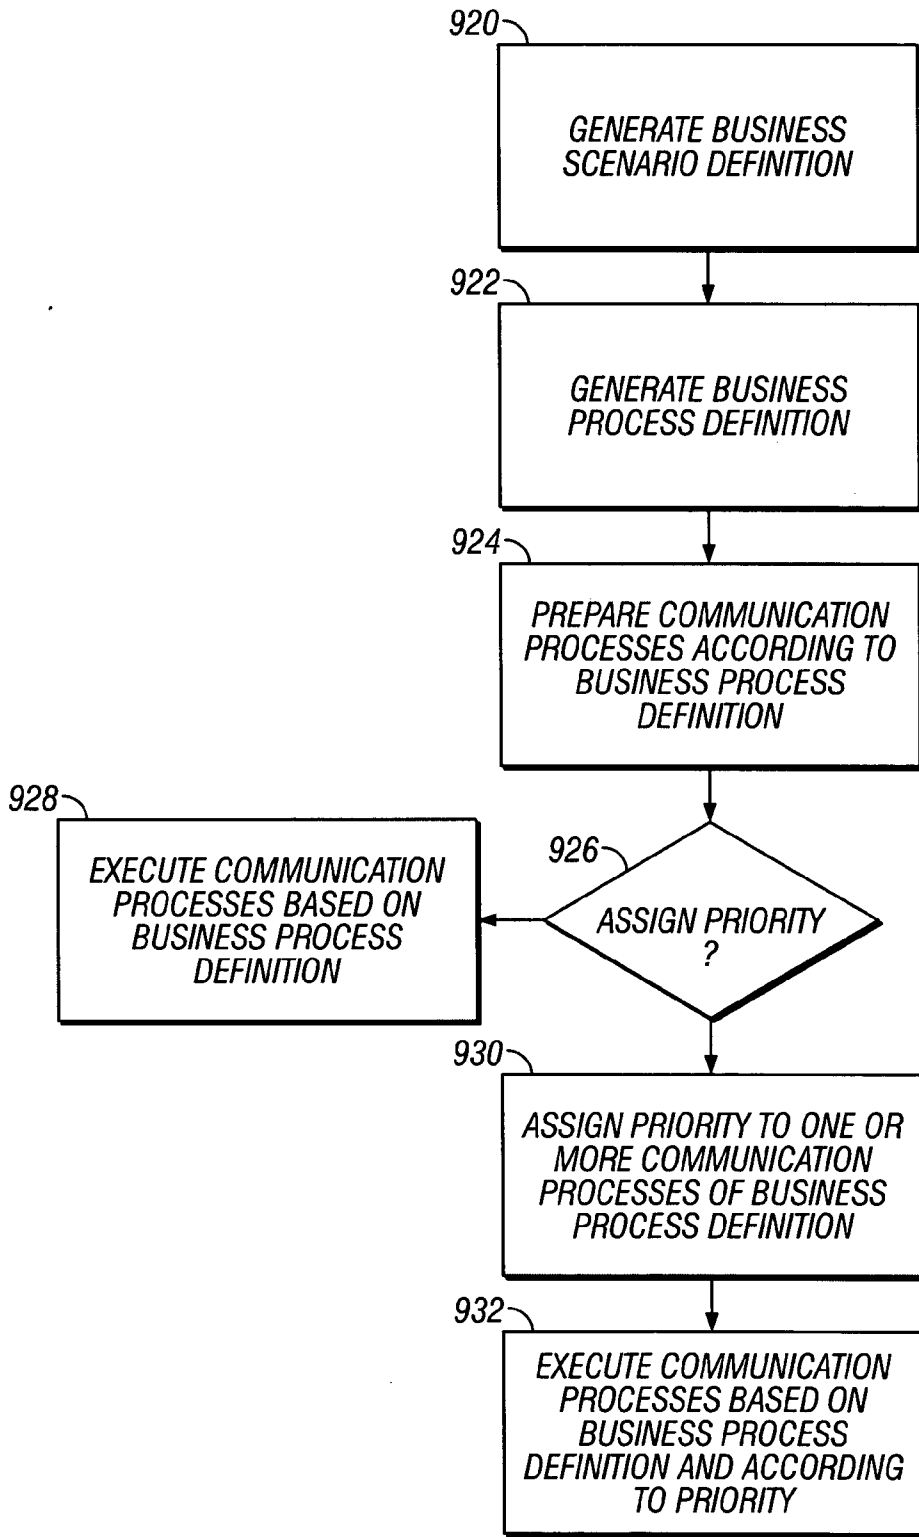 920
GENERATE BUSINESS
SCENARIO DEFINITION
922
GENERATE BUSINESS
PROCESS DEFINITION
924
PREPARE COMMUNICATION
PROCESSES ACCORDING TO
BUSINESS PROCESS
DEFINITION
926
ASSIGN PRIORITY
?
928
EXECUTE COMMUNICATION
PROCESSES BASED ON
BUSINESS PROCESS
DEFINITION
930
ASSIGN PRIORITY TO ONE OR
MORE COMMUNICATION
PROCESSES OF BUSINESS
PROCESS DEFINITION
932
EXECUTE COMMUNICATION
PROCESSES BASED ON
BUSINESS PROCESS
DEFINITION AND ACCORDING
TO PRIORITY